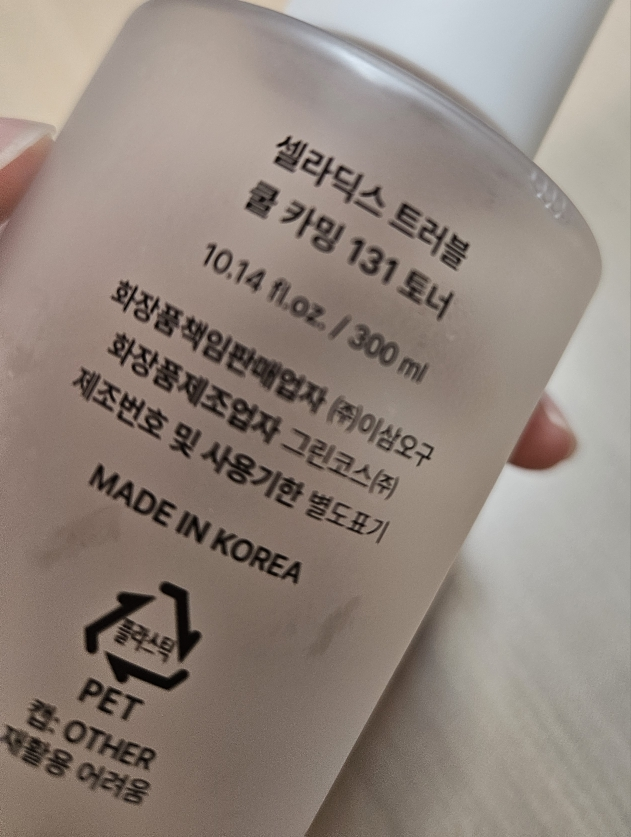 셀라딕스 트러블
쿨 카밍 131 토너
10.14 fl.oz. / 300 ml
화장품책임판매업자 ㈜이삼오구
화장품제조업자 그린코스㈜
제조번호 및 사용기한 별도표기
MADE IN KOREA
플라스틱
PET
캡: OTHER
재활용 어려움